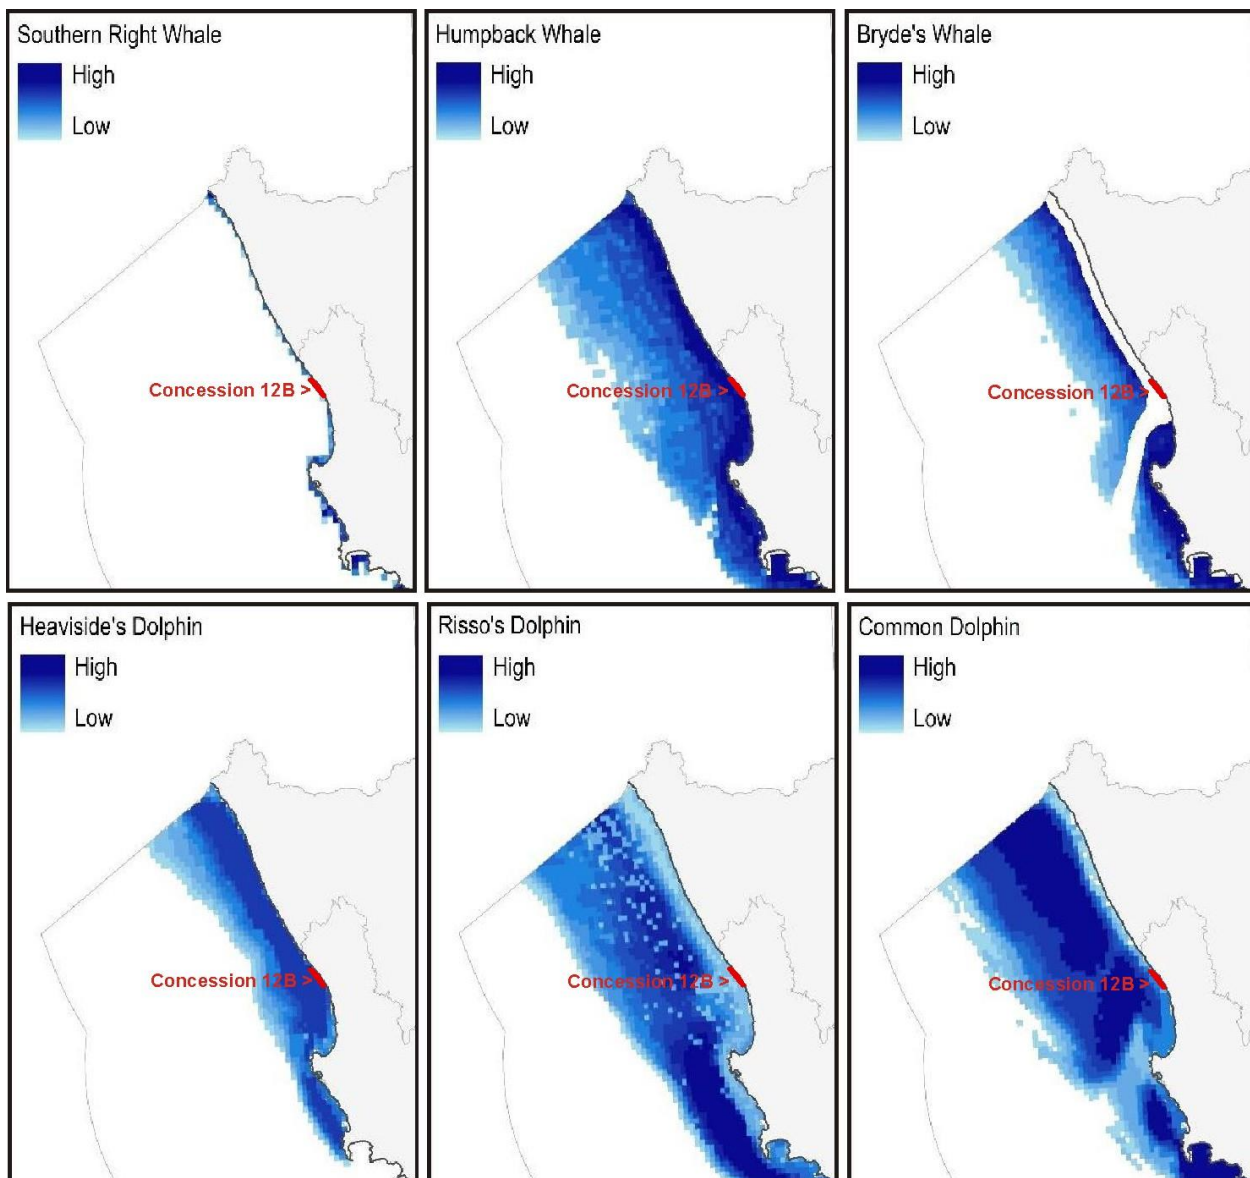 Southern Right Whale
High
Low
Concession 12B >
Humpback Whale
High
Low
Concession 12B >
Bryde's Whale
High
Low
Concession 12B >
Heaviside's Dolphin
High
Low
Concession 12B >
Risso's Dolphin
High
Low
Concession 12B >
Common Dolphin
High
Low
Concession 12B >